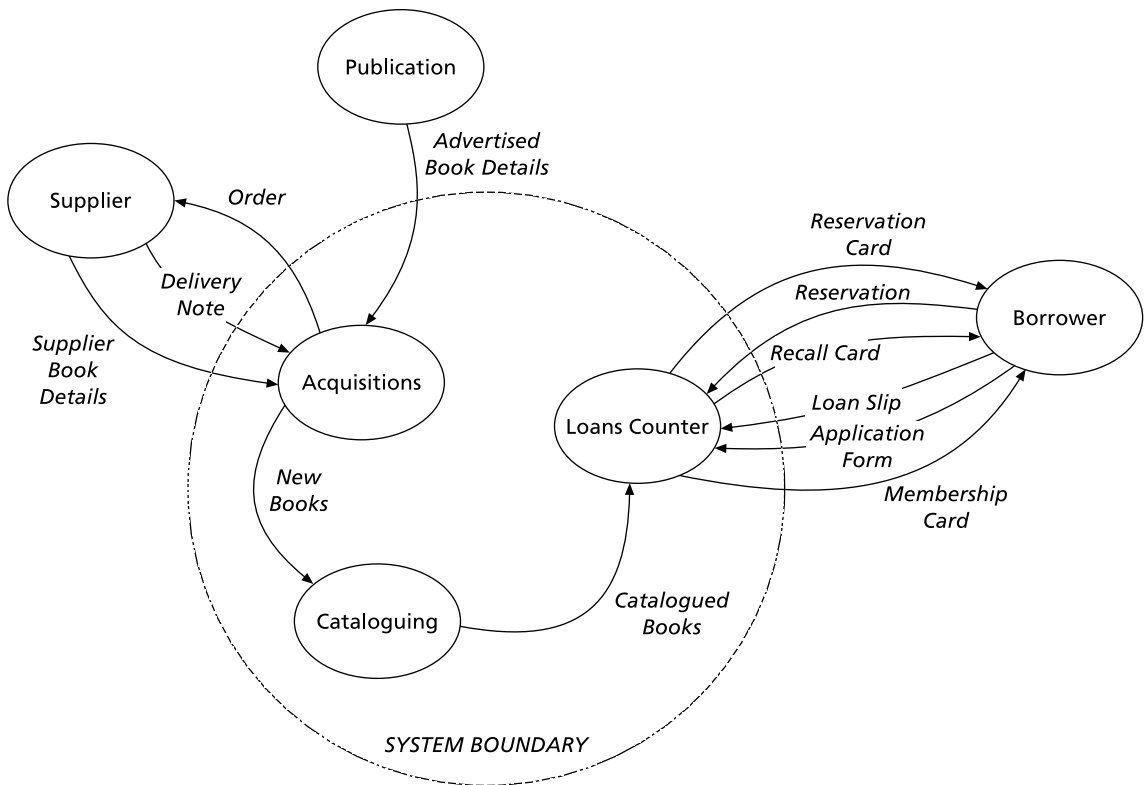 Publication
Advertised
Book Details
Supplier
Order
Delivery
Note
Supplier
Book
Details
Acquisitions
Reservation
Card
Reservation
Borrower
Recall Card
Loan Slip
Loans Counter
Application
Form
Membership
Card
New
Books
Cataloguing
Catalogued
Books
SYSTEM BOUNDARY